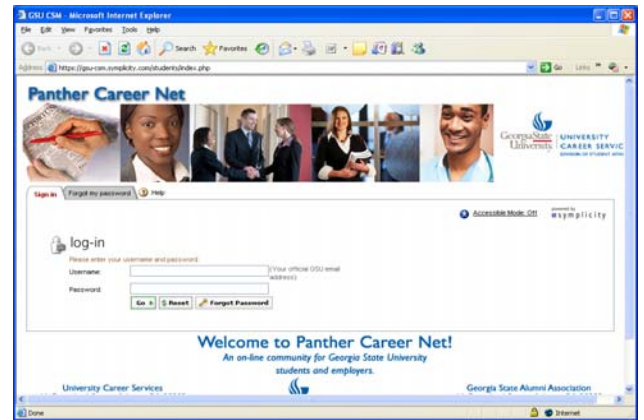 GSU CSM - Microsoft Internet Explorer
File Edit View Favorites Tools Help
Back Search Favorites
Address https://gsu-csm.symplicity.com/students/index.php Go Links
Panther Career Net
Georgia State University UNIVERSITY CAREER SERVIC
DIVISION OF STUDENT
Sign in Forgot my password Help
Accessible Mode: Off powered by symplicity
log-in
Please enter your username and password.
Username: (Your official GSU email address)
Password:
Go Reset Forgot Password
Welcome to Panther Career Net!
An on-line community for Georgia State University
students and employers.
University Career Services Georgia State Alumni Association
Done Internet